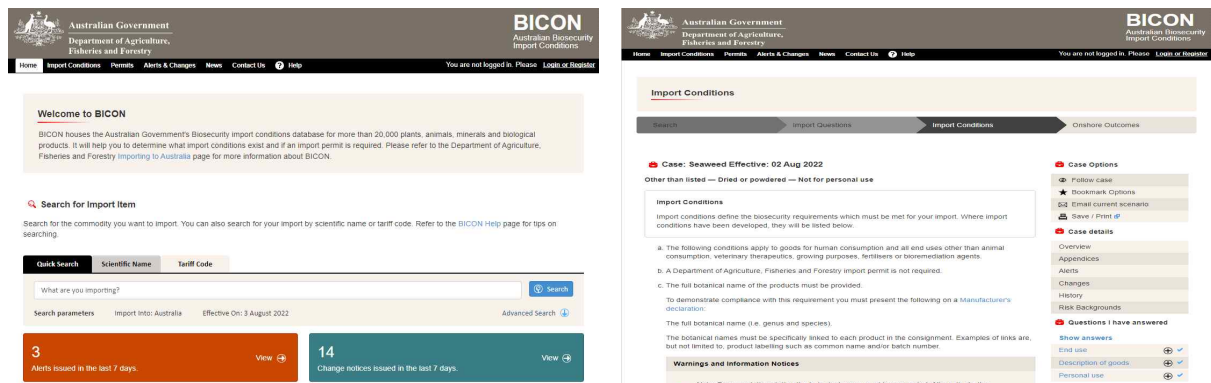 Australian Government
Department of Agriculture,
Fisheries and Forestry
BICON
Australian Biosecurity
Import Conditions
Home Import Conditions Permits Alerts & Changes News Contact Us ? Help You are not logged in. Please Login or Register
Welcome to BICON
BICON houses the Australian Government's Biosecurity import conditions database for more than 20,000 plants, animals, minerals and biological
products. It will help you to determine what import conditions exist and if an import permit is required. Please refer to the Department of Agriculture,
Fisheries and Forestry Importing to Australia page for more information about BICON.
Search for Import Item
Search for the commodity you want to import. You can also search for your import by scientific name or tariff code. Refer to the BICON Help page for tips on
searching.
Quick Search Scientific Name Tariff Code
What are you importing? Search
Search parameters Import Into: Australia Effective On: 3 August 2022 Advanced Search
3
Alerts issued in the last 7 days.
View
14
Change notices issued in the last 7 days.
View
Australian Government
Department of Agriculture,
Fisheries and Forestry
BICON
Australian Biosecurity
Import Conditions
Home Import Conditions Permits Alerts & Changes News Contact Us ? Help You are not logged in. Please Login or Register
Import Conditions
Search Import Questions Import Conditions Onshore Outcomes
Case: Seaweed Effective: 02 Aug 2022
Other than listed — Dried or powdered — Not for personal use
Import Conditions
Import conditions define the biosecurity requirements which must be met for your import. Where import
conditions have been developed, they will be listed below.
a. The following conditions apply to goods for human consumption and all end uses other than animal
consumption, veterinary therapeutics, growing purposes, fertilisers or bioremediation agents.
b. A Department of Agriculture, Fisheries and Forestry import permit is not required.
c. The full botanical name of the products must be provided.
To demonstrate compliance with this requirement you must present the following on a Manufacturer's
declaration:
The full botanical name (i.e. genus and species).
The botanical names must be specifically linked to each product in the consignment. Examples of links are,
but not limited to, product labelling such as common name and/or batch number.
Warnings and Information Notices
Case Options
Follow case
Bookmark Options
Email current scenario
Save / Print
Case details
Overview
Appendices
Alerts
Changes
History
Risk Backgrounds
Questions I have answered
Show answers
End use
Description of goods
Personal use